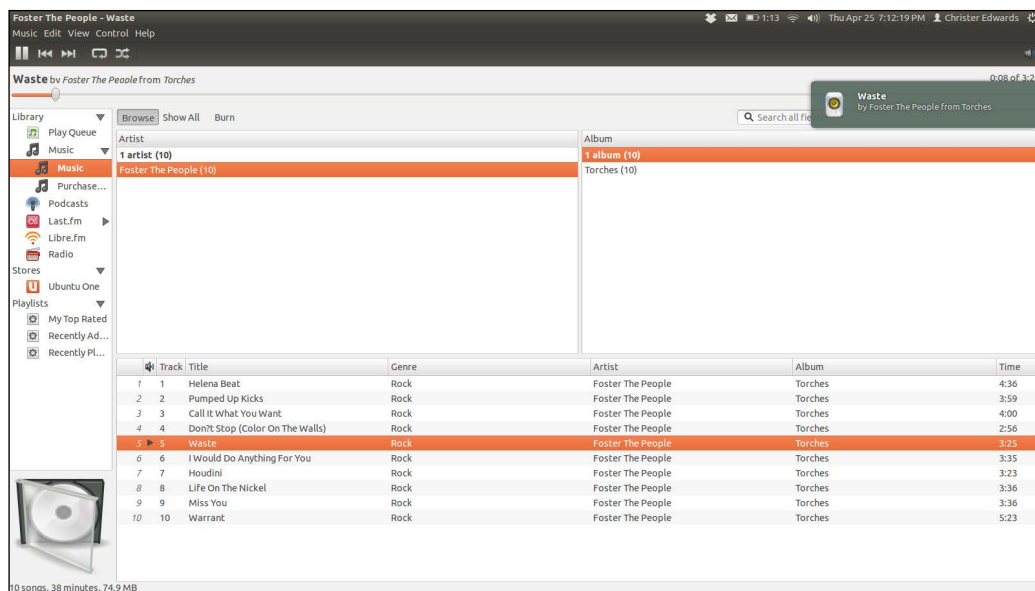 Foster The People - Waste
1:13 Thu Apr 25 7:12:19 PM Christer Edwards
Music Edit View Control Help
Waste by Foster The People from Torches
0:08 of 3:2
Waste
by Foster The People from Torches
Library
Play Queue
Music
Music
Purchase...
Podcasts
Last.fm
Libre.fm
Radio
Stores
Ubuntu One
Playlists
My Top Rated
Recently Ad...
Recently Pl...
Browse Show All Burn
Search all fie
Artist
1 artist (10)
Foster The People (10)
Album
1 album (10)
Torches (10)
Track Title Genre Artist Album Time
1 1 Helena Beat Rock Foster The People Torches 4:36
2 2 Pumped Up Kicks Rock Foster The People Torches 3:59
3 3 Call It What You Want Rock Foster The People Torches 4:00
4 4 Don?t Stop (Color On The Walls) Rock Foster The People Torches 2:56
5 5 Waste Rock Foster The People Torches 3:25
6 6 I Would Do Anything For You Rock Foster The People Torches 3:35
7 7 Houdini Rock Foster The People Torches 3:23
8 8 Life On The Nickel Rock Foster The People Torches 3:36
9 9 Miss You Rock Foster The People Torches 3:36
10 10 Warrant Rock Foster The People Torches 5:23
10 songs, 38 minutes, 74.9 MB